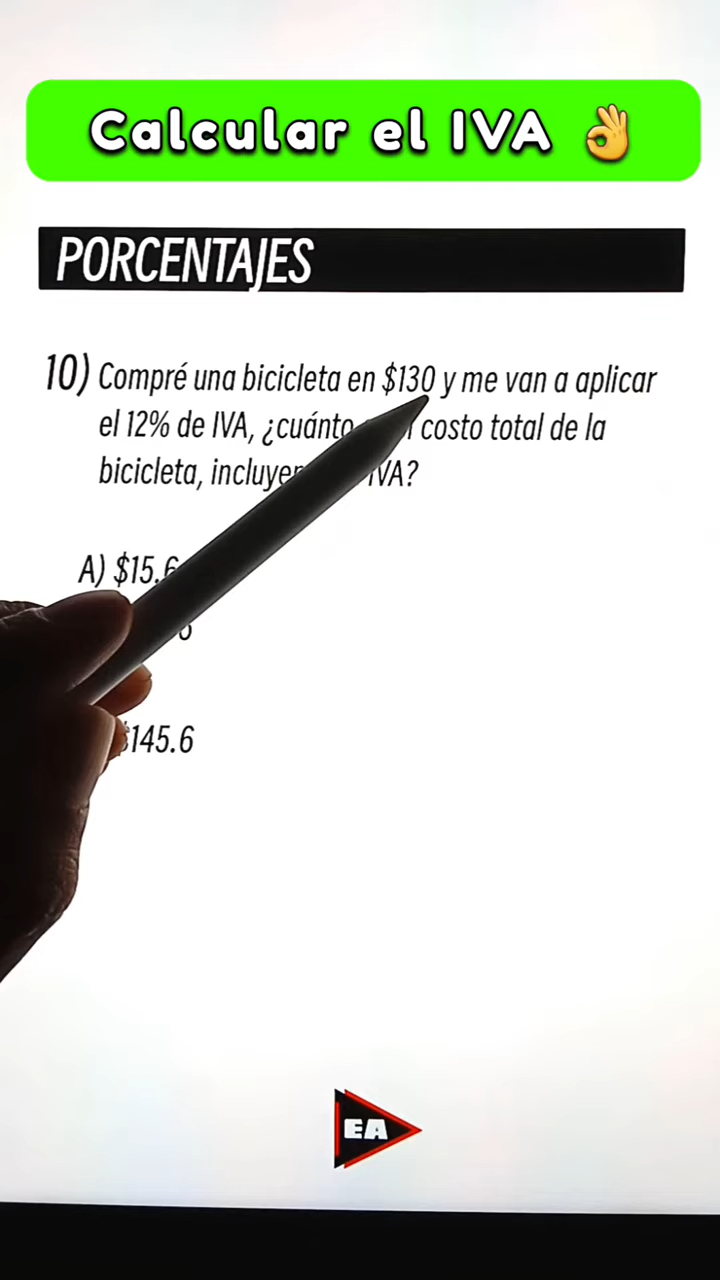 Calcular el IVA 👌
PORCENTAJES
10) Compré una bicicleta en $130 y me van a aplicar
el 12% de IVA, ¿cuánto costo total de la
bicicleta, IVA?
A) $15.6
$145.6
EA